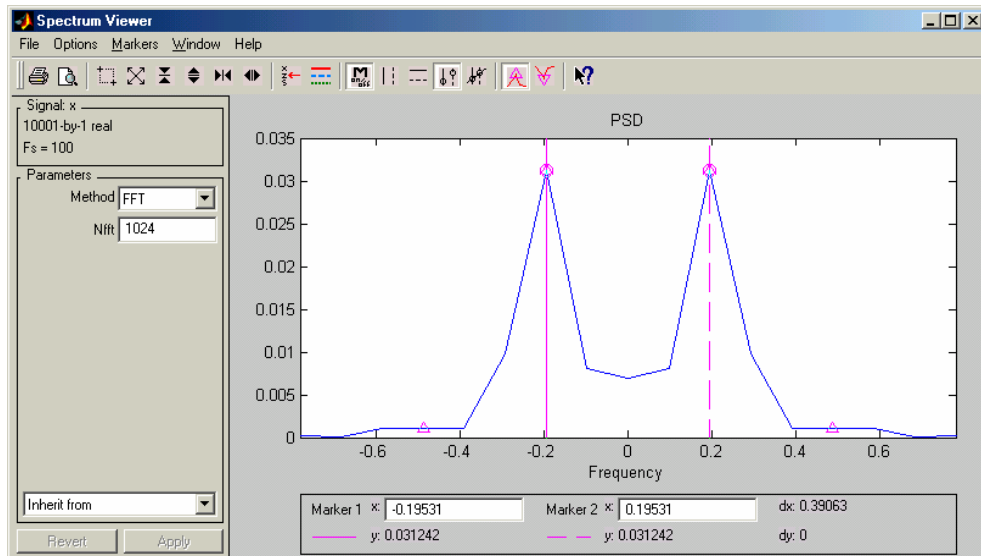 Spectrum Viewer
File Options Markers Window Help
Signal: x
10001-by-1 real
Fs = 100
Parameters
Method FFT
Nfft 1024
Inherit from
Revert Apply
PSD
0.035
0.03
0.025
0.02
0.015
0.01
0.005
0
-0.6 -0.4 -0.2 0 0.2 0.4 0.6
Frequency
Marker 1 x: -0.19531 Marker 2 x: 0.19531 dx: 0.39063
y: 0.031242 y: 0.031242 dy: 0